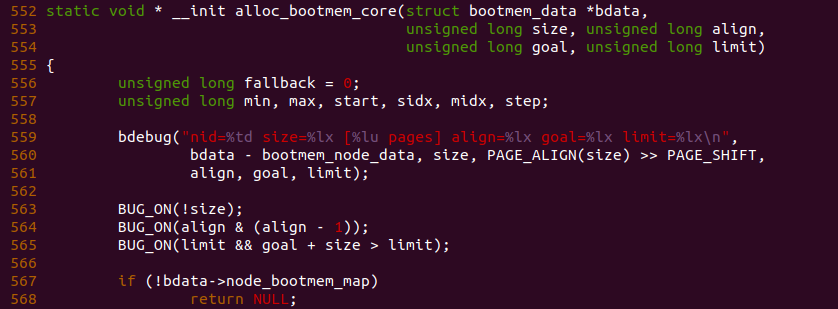 552 static void * __init alloc_bootmem_core(struct bootmem_data *bdata,
553                                         unsigned long size, unsigned long align,
554                                         unsigned long goal, unsigned long limit)
555 {
556         unsigned long fallback = 0;
557         unsigned long min, max, start, sidx, midx, step;
558
559         bdebug("nid=%td size=%lx [%lu pages] align=%lx goal=%lx limit=%lx\n",
560                 bdata - bootmem_node_data, size, PAGE_ALIGN(size) >> PAGE_SHIFT,
561                 align, goal, limit);
562
563         BUG_ON(!size);
564         BUG_ON(align & (align - 1));
565         BUG_ON(limit && goal + size > limit);
566
567         if (!bdata->node_bootmem_map)
568                 return NULL;